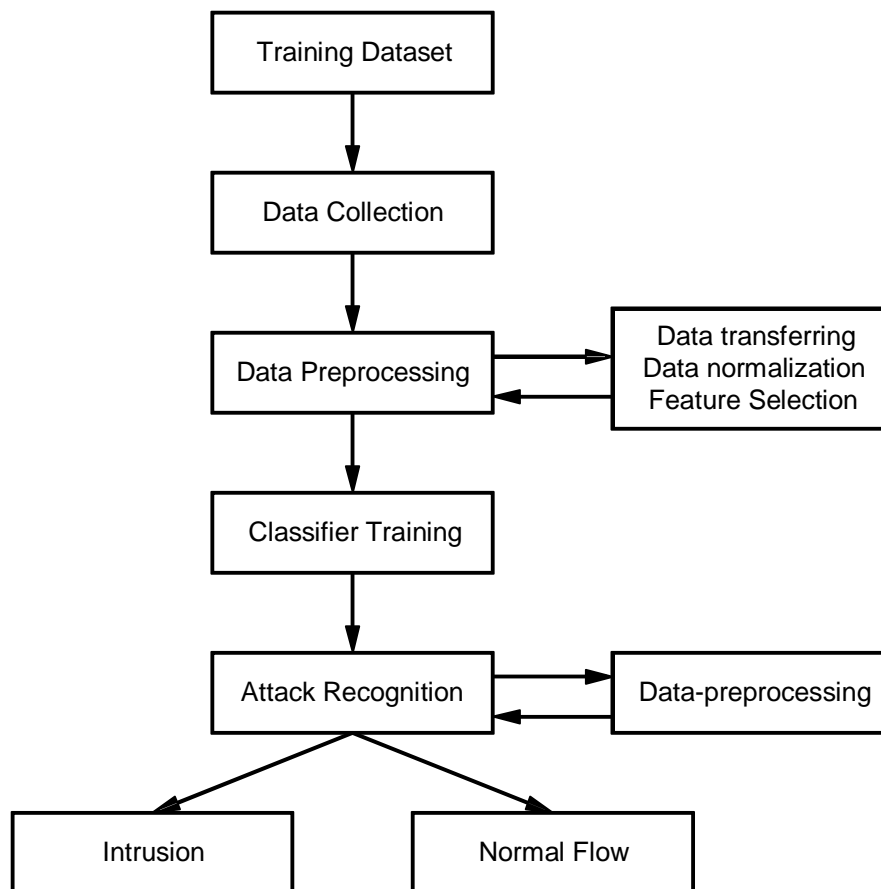 Training Dataset
Data Collection
Data Preprocessing
Data transferring
Data normalization
Feature Selection
Classifier Training
Attack Recognition
Data-preprocessing
Intrusion
Normal Flow